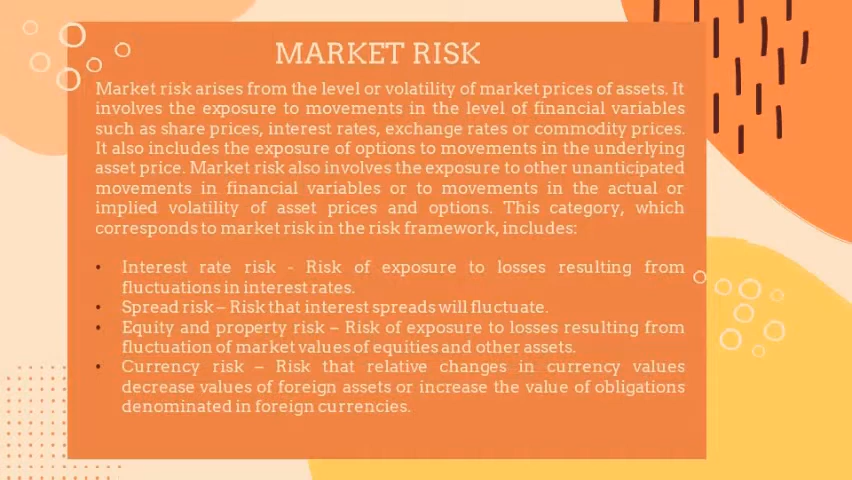 MARKET RISK
Market risk arises from the level or volatility of market prices of assets. It
involves the exposure to movements in the level of financial variables
such as share prices, interest rates, exchange rates or commodity prices.
It also includes the exposure of options to movements in the underlying
asset price. Market risk also involves the exposure to other unanticipated
movements in financial variables or to movements in the actual or
implied volatility of asset prices and options. This category, which
corresponds to market risk in the risk framework, includes:
• Interest rate risk - Risk of exposure to losses resulting from
fluctuations in interest rates.
• Spread risk – Risk that interest spreads will fluctuate.
• Equity and property risk – Risk of exposure to losses resulting from
fluctuation of market values of equities and other assets.
• Currency risk – Risk that relative changes in currency values
decrease values of foreign assets or increase the value of obligations
denominated in foreign currencies.